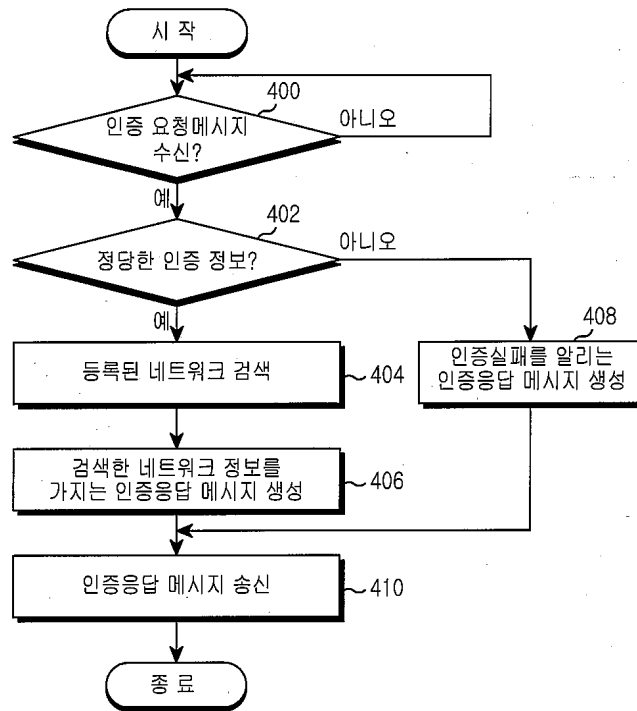 시 작
400
인증 요청메시지
수신?
아니오
예
402
정당한 인증 정보?
아니오
예
408
등록된 네트워크 검색
404
인증실패를 알리는
인증응답 메시지 생성
검색한 네트워크 정보를
가지는 인증응답 메시지 생성
406
인증응답 메시지 송신
410
종 료